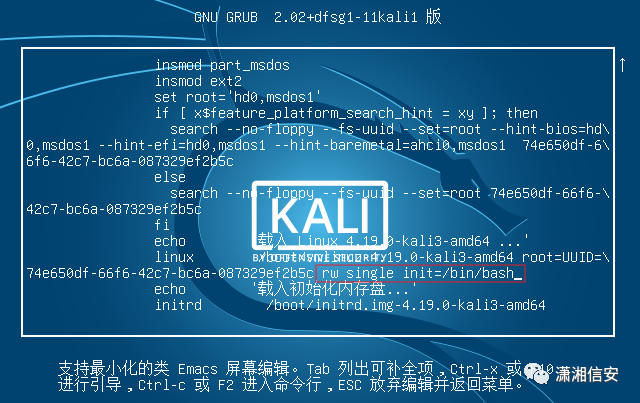 GNU GRUB 2.02+dfsg1-11kali1 版
insmod part_msdos
insmod ext2
set root='hd0,msdos1'
if [ x$feature_platform_search_hint = xy ]; then
search --no-floppy --fs-uuid --set=root --hint-bios=hd\
0,msdos1 --hint-efi=hd0,msdos1 --hint-baremetal=ahci0,msdos1 74e650df-6\
6f6-42c7-bc6a-087329ef2b5c
else
search --no-floppy --fs-uuid --set=root 74e650df-66f6-\
42c7-bc6a-087329ef2b5c
fi
echo '载入 Linux 4.19.0-kali3-amd64 ...'
linux /boot/vmlinuz-4.19.0-kali3-amd64 root=UUID=\
74e650df-66f6-42c7-bc6a-087329ef2b5c rw single init=/bin/bash_
echo '载入初始化内存盘...'
initrd /boot/initrd.img-4.19.0-kali3-amd64
KALI
BY OFFENSIVE SECURITY
支持最小化的类 Emacs 屏幕编辑。Tab 列出可补全项,Ctrl-x 或 F10
进行引导,Ctrl-c 或 F2 进入命令行,ESC 放弃编辑并返回菜单。
潇湘信安